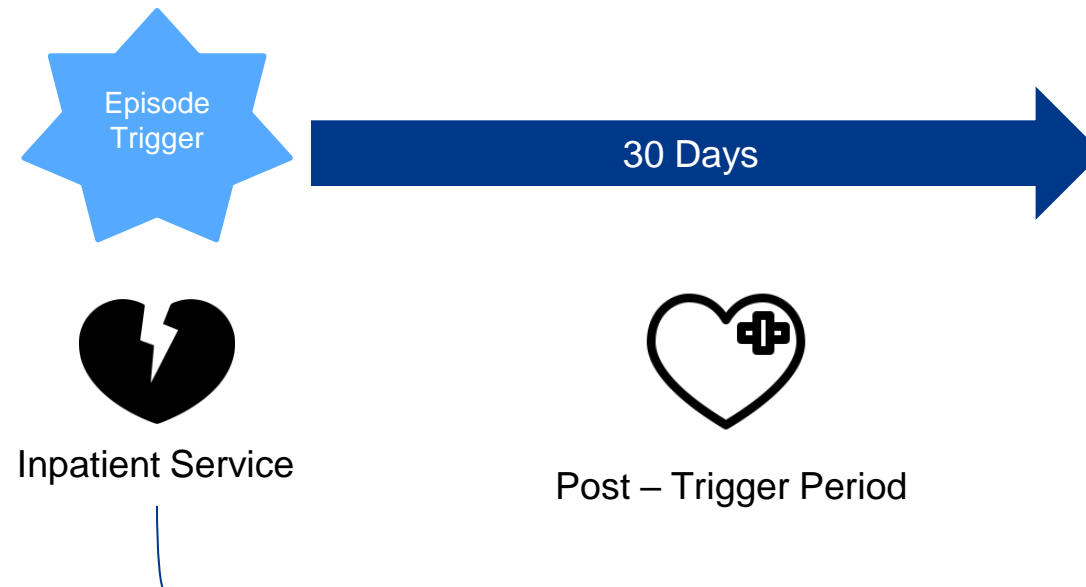 Episode
Trigger
30 Days
Inpatient Service
Post – Trigger Period